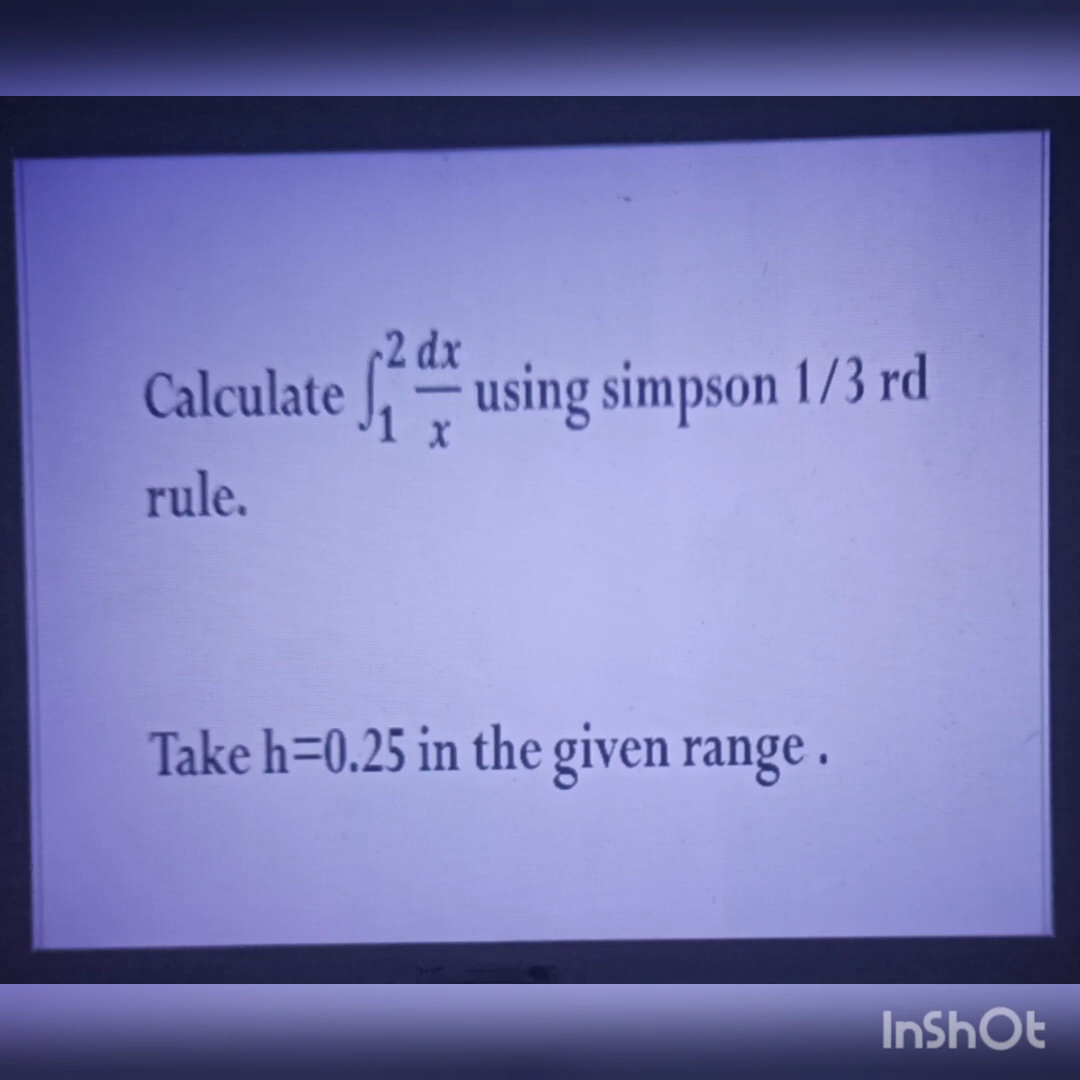 Calculate ∫₁² dx/x using simpson 1/3 rd
rule.
Take h=0.25 in the given range .
InShOt